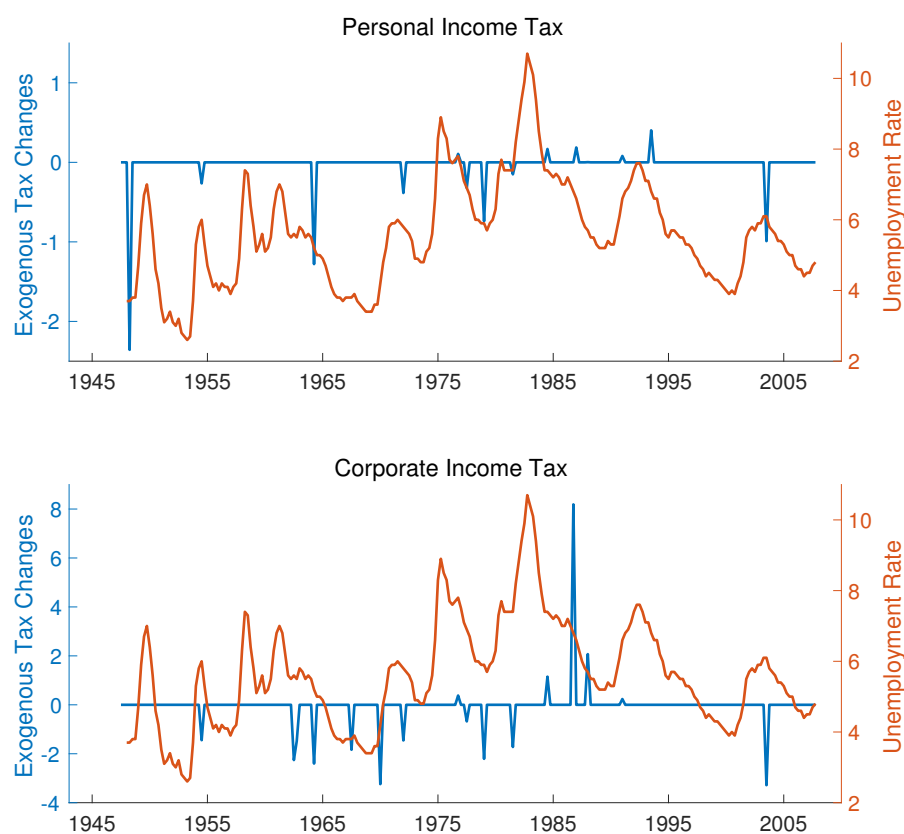 Personal Income Tax
Exogenous Tax Changes
1
0
-1
-2
Unemployment Rate
10
8
6
4
2
1945 1955 1965 1975 1985 1995 2005
Corporate Income Tax
Exogenous Tax Changes
8
6
4
2
0
-2
-4
Unemployment Rate
10
8
6
4
2
1945 1955 1965 1975 1985 1995 2005